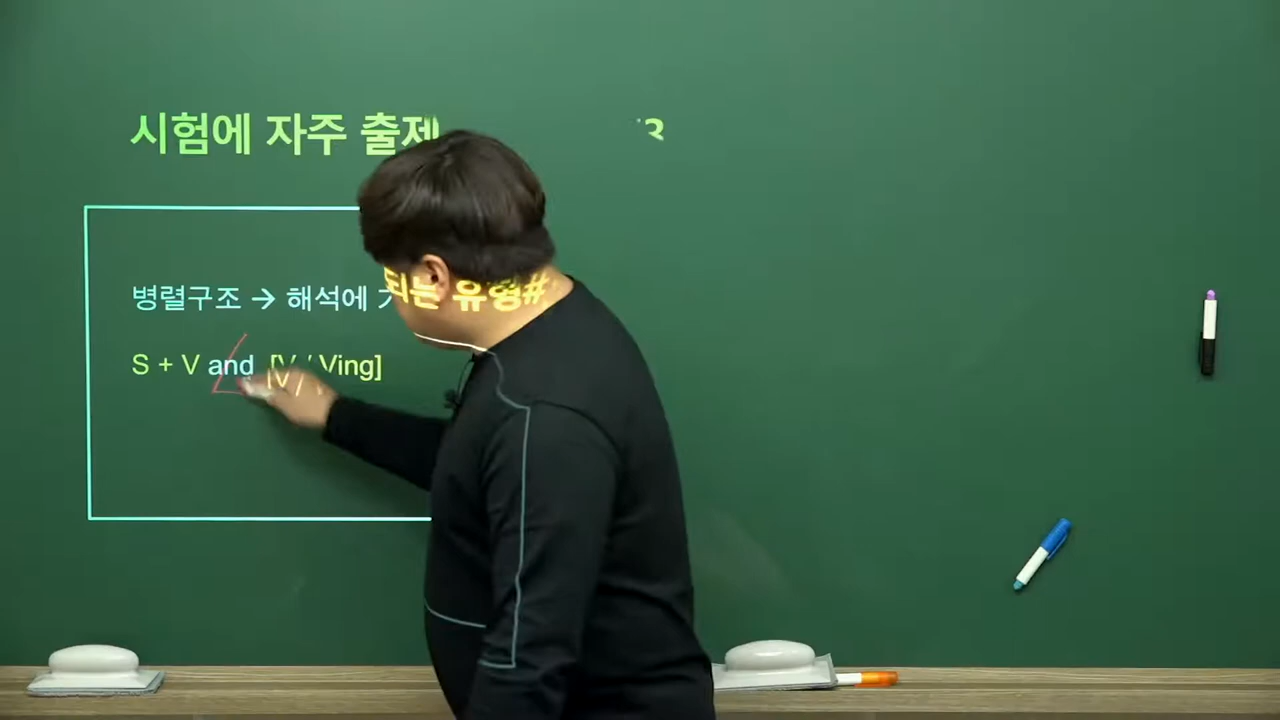 시험에 자주 출제되는 유형#3
병렬구조 → 해석에
S + V and [V / Ving]